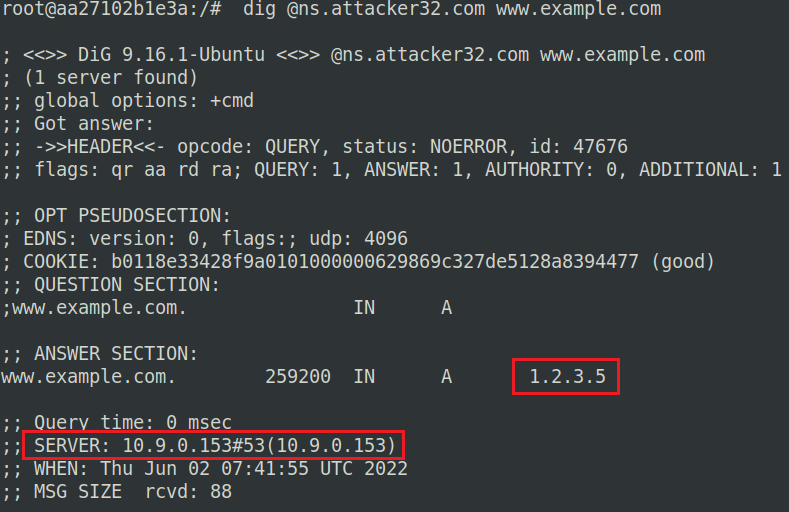 root@aa27102b1e3a:/#  dig @ns.attacker32.com www.example.com
; <<>> DiG 9.16.1-Ubuntu <<>> @ns.attacker32.com www.example.com
; (1 server found)
;; global options: +cmd
;; Got answer:
;; ->>HEADER<<- opcode: QUERY, status: NOERROR, id: 47676
;; flags: qr aa rd ra; QUERY: 1, ANSWER: 1, AUTHORITY: 0, ADDITIONAL: 1
;; OPT PSEUDOSECTION:
; EDNS: version: 0, flags:; udp: 4096
; COOKIE: b0118e33428f9a0101000000629869c327de5128a8394477 (good)
;; QUESTION SECTION:
;www.example.com.               IN      A
;; ANSWER SECTION:
www.example.com.        259200  IN      A       1.2.3.5
;; Query time: 0 msec
;; SERVER: 10.9.0.153#53(10.9.0.153)
;; WHEN: Thu Jun 02 07:41:55 UTC 2022
;; MSG SIZE  rcvd: 88